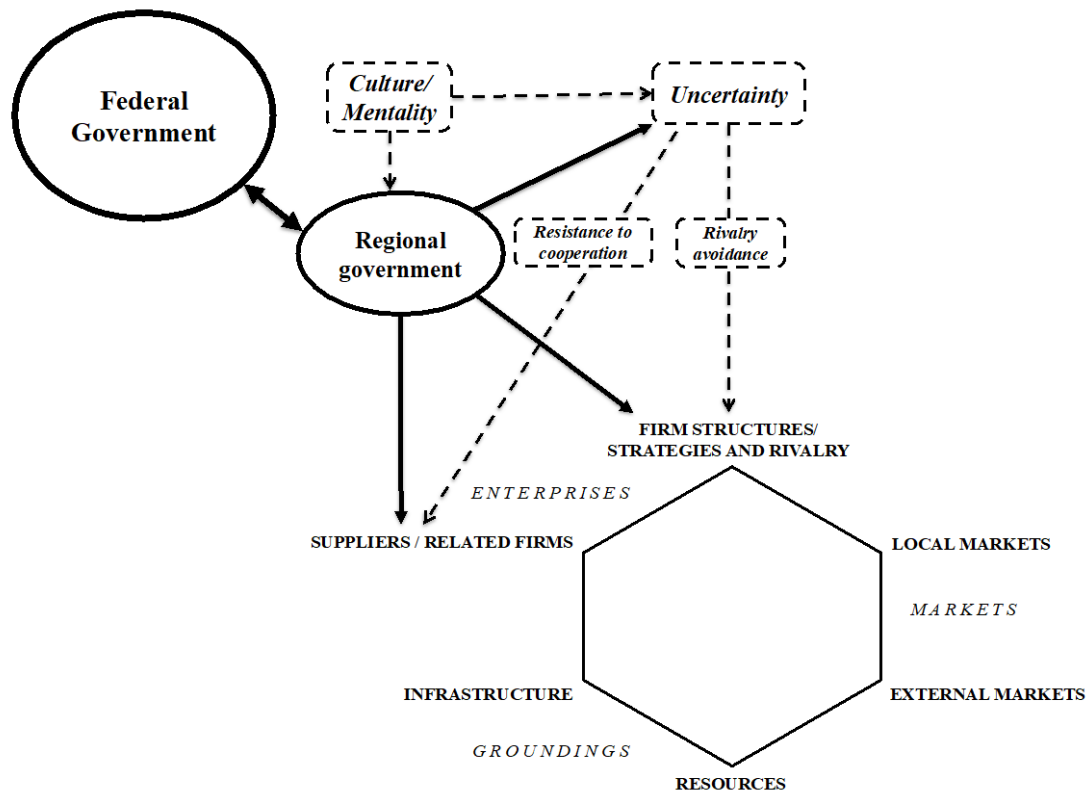 Federal
Government
Culture/
Mentality
Uncertainty
Regional
government
Resistance to
cooperation
Rivalry
avoidance
FIRM STRUCTURES/
STRATEGIES AND RIVALRY
ENTERPRISES
SUPPLIERS / RELATED FIRMS
LOCAL MARKETS
MARKETS
INFRASTRUCTURE
EXTERNAL MARKETS
GROUNDINGS
RESOURCES